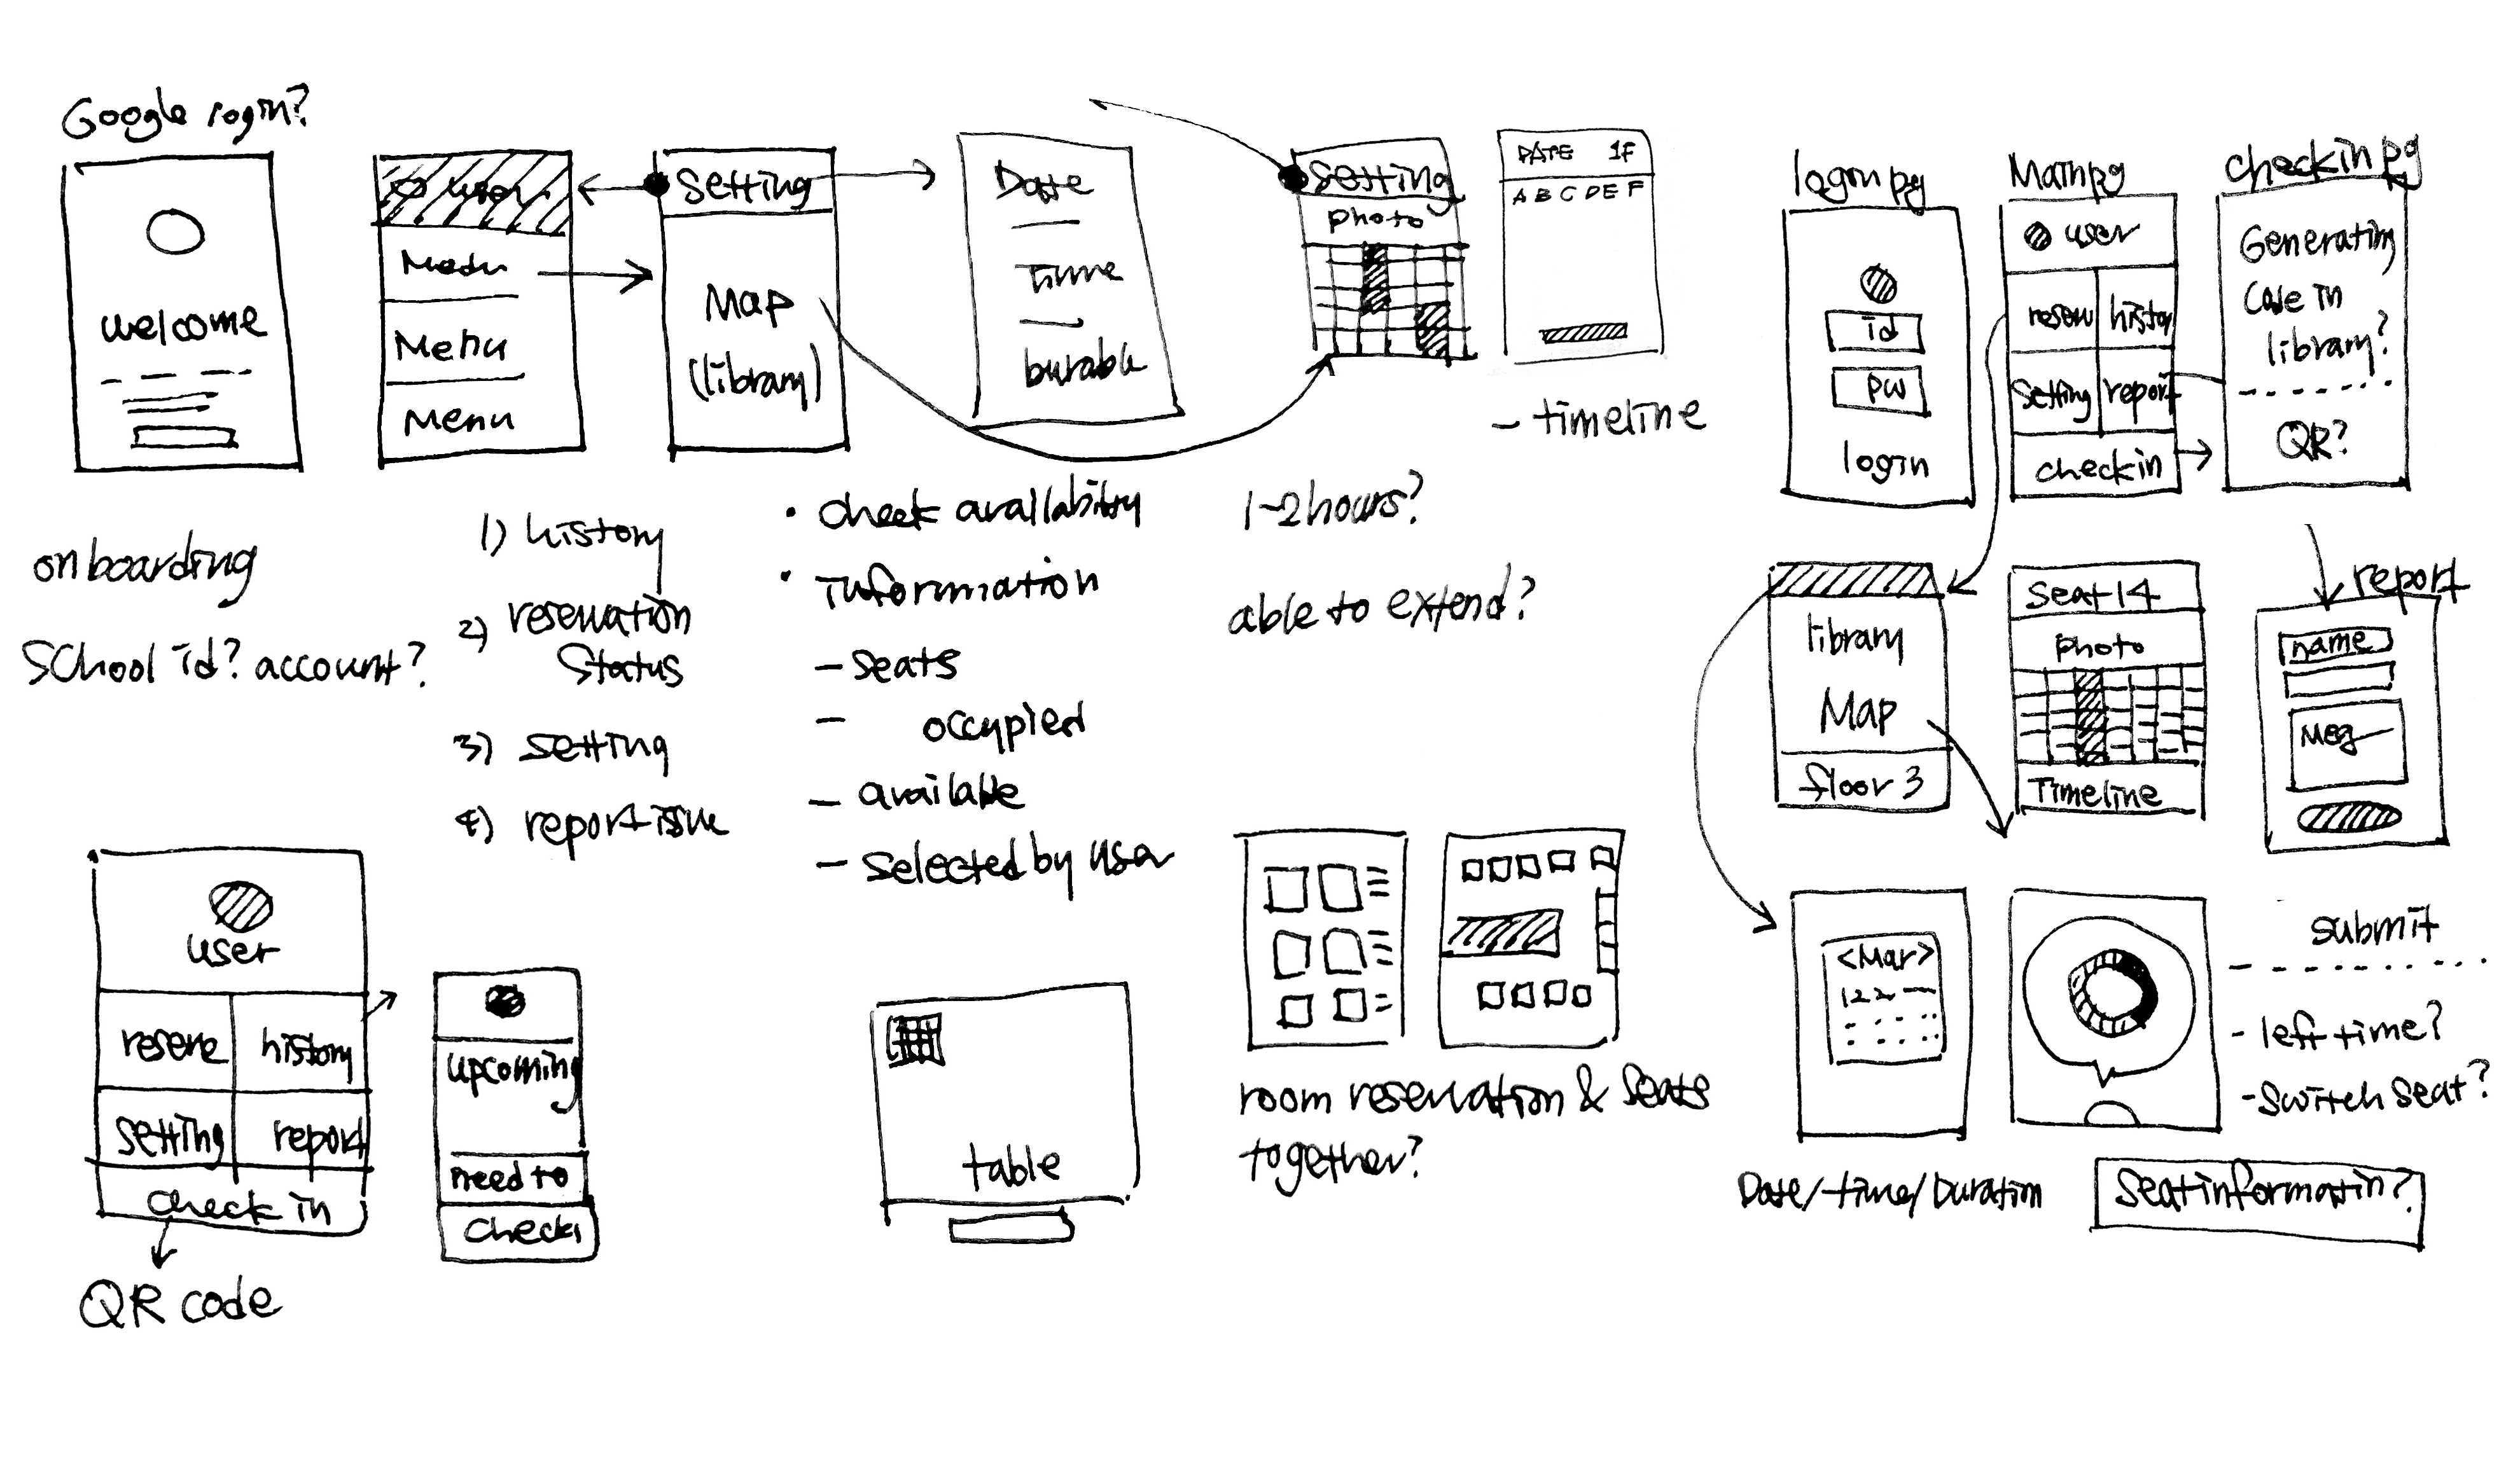 Google login?
welcome
onboarding
School id? account?
user
Menu
Menu
Menu
1) history
2) reservation
status
3) setting
4) report issue
Setting
Map
(library)
Date
Time
• check availability
• Information
- seats
- occupied
- available
- selected by user
Setting
photo
DATE 1F
A B C D E F
- timeline
1-2 hours?
able to extend?
user
reserve history
setting report
check in
QR code
upcoming
need to
check
table
room reservation & seats
together?
login pg
id
pw
login
Main pg
user
reserv history
setting report
checkin
checkin pg
Generating
code in
library?
QR?
library
Map
floor 3
Seat 14
photo
Timeline
report
name
Msg
<Mar>
Date/time/Duration
submit
- left time?
- switch seat?
Seat informatin?